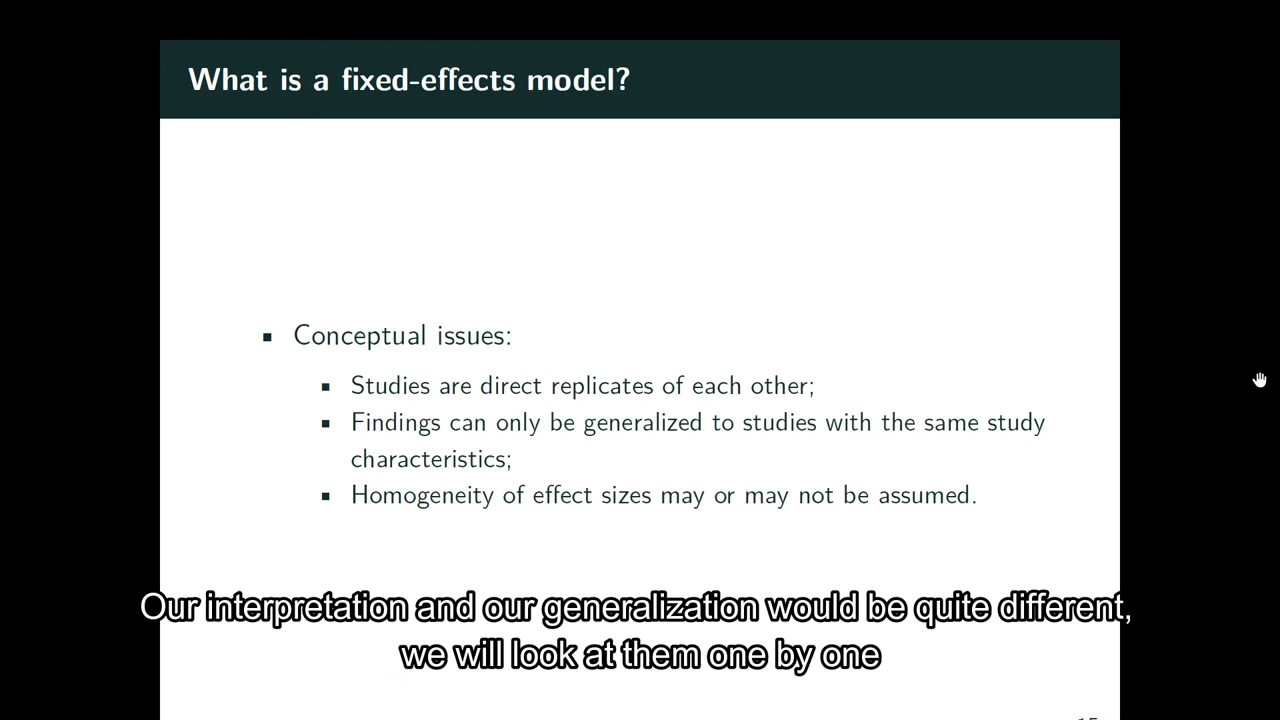 What is a fixed-effects model?
Conceptual issues:
Studies are direct replicates of each other;
Findings can only be generalized to studies with the same study
characteristics;
Homogeneity of effect sizes may or may not be assumed.
Our interpretation and our generalization would be quite different,
we will look at them one by one